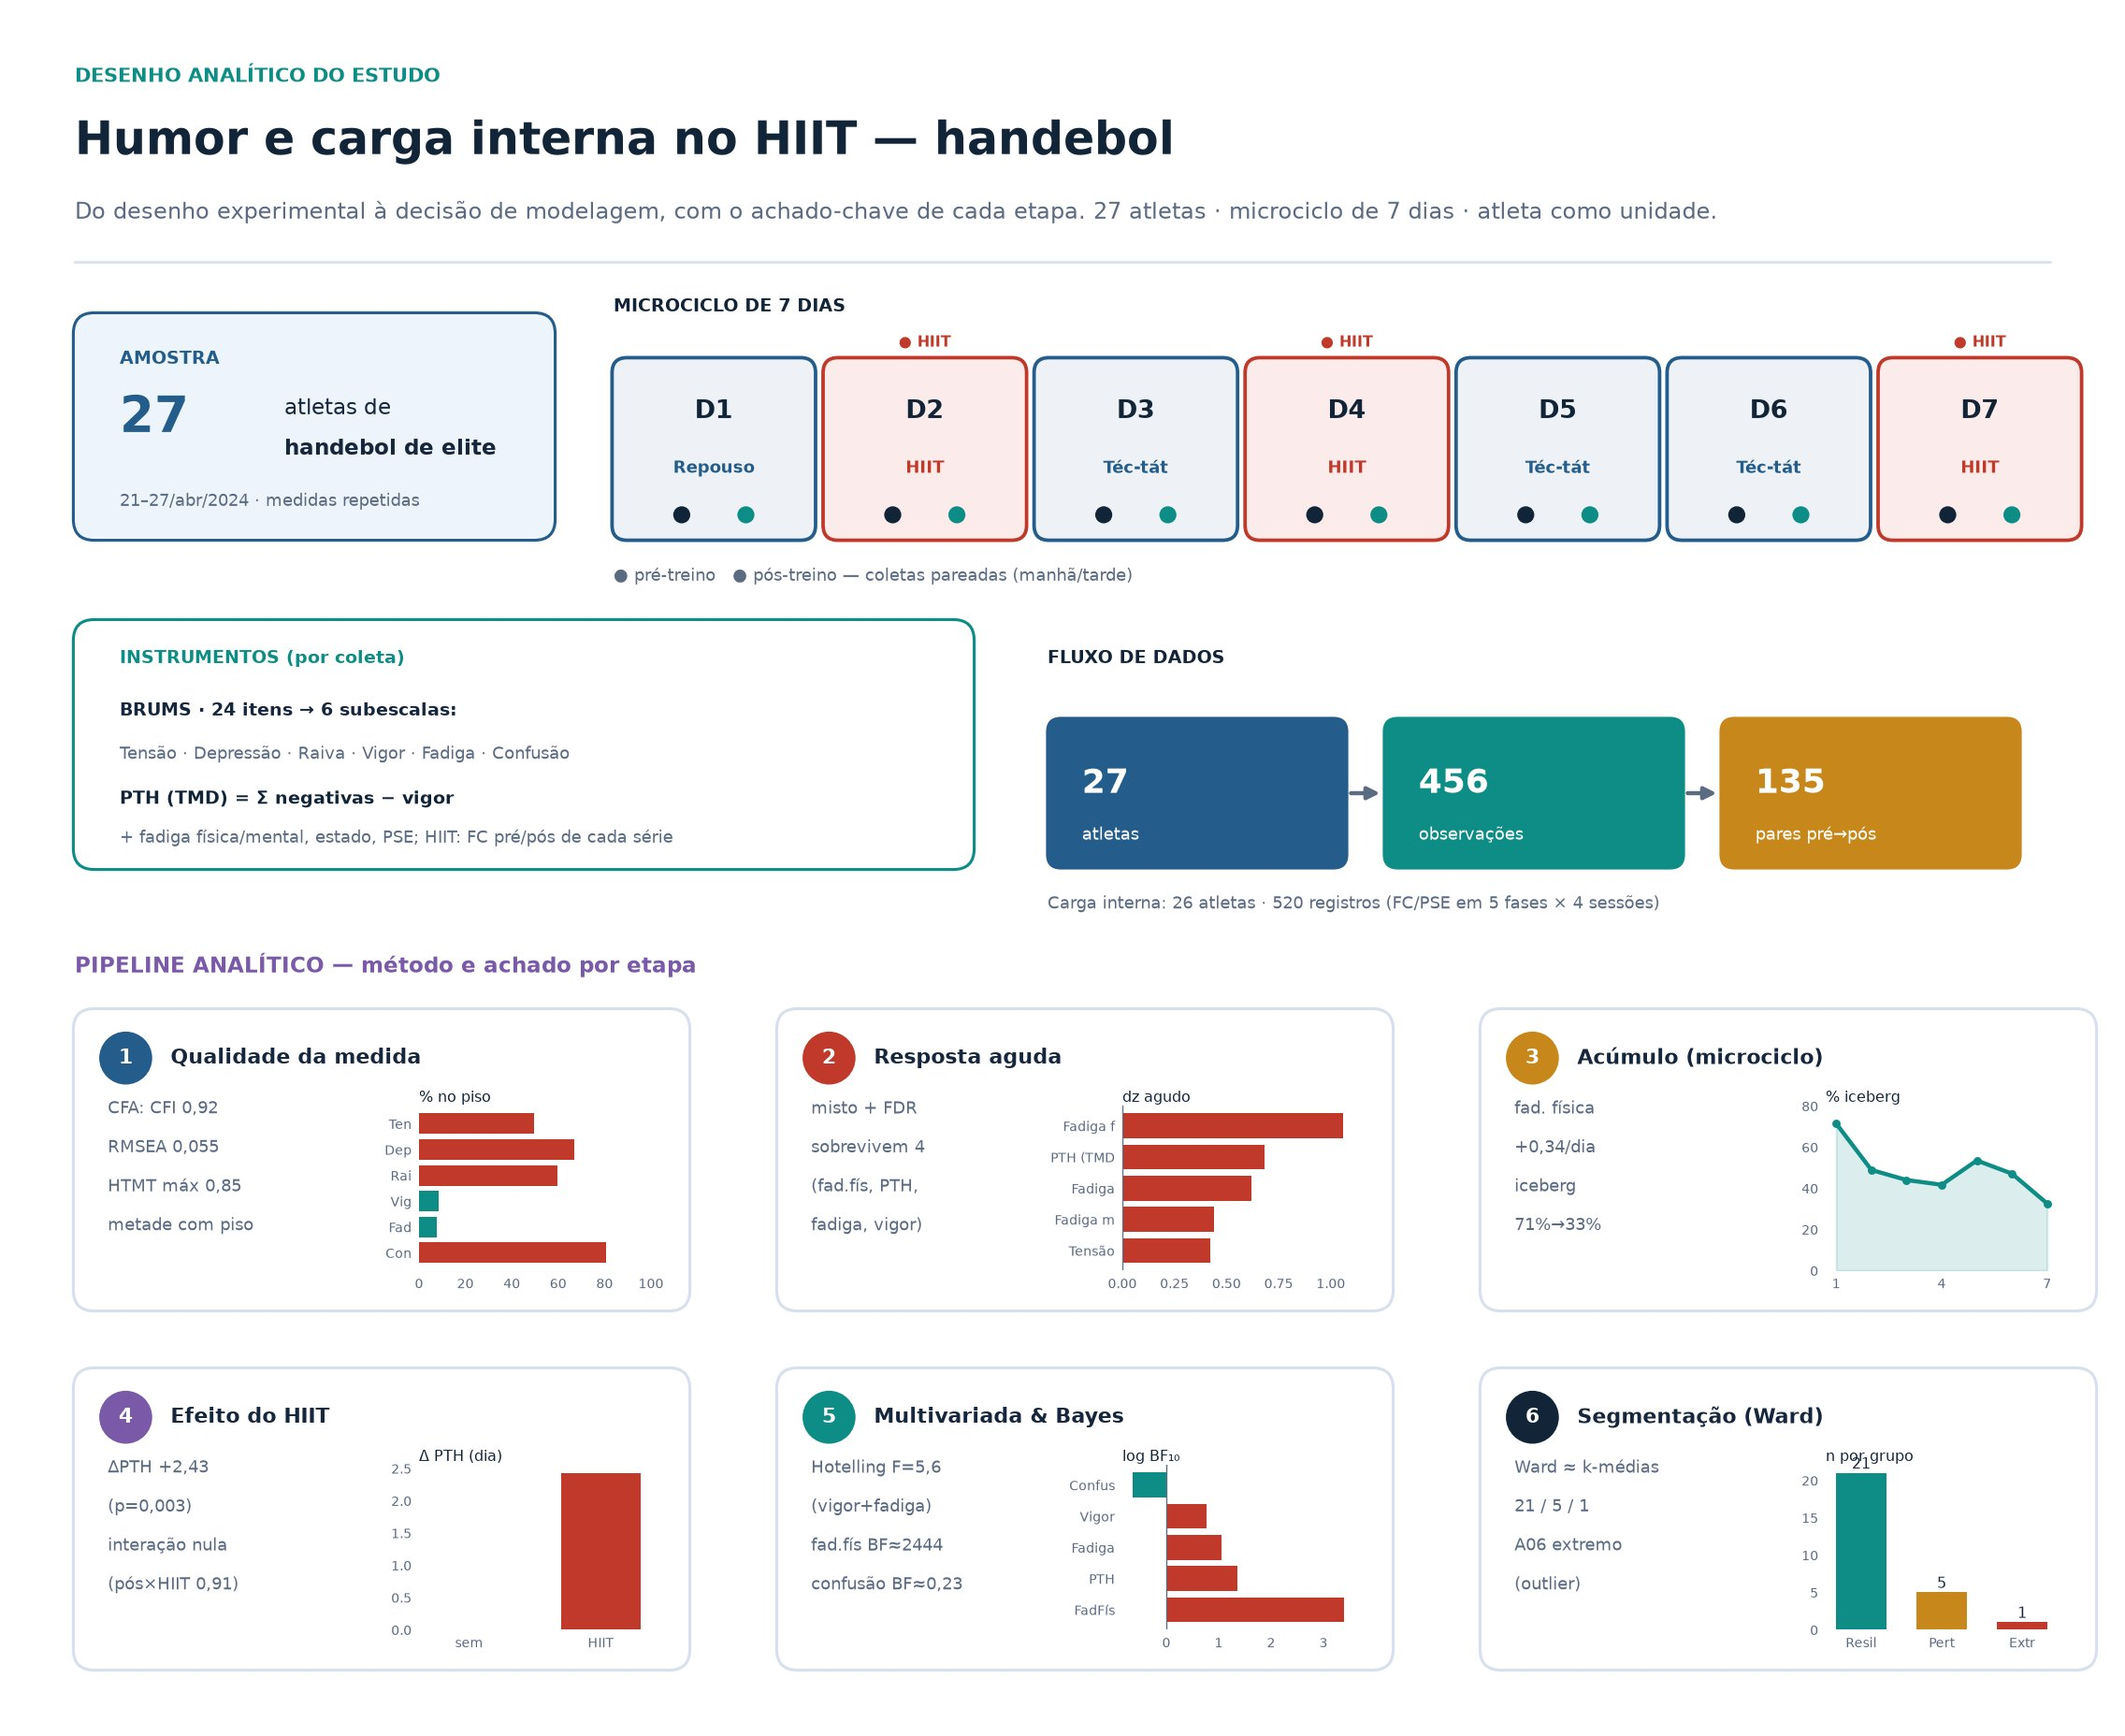 DESENHO ANALÍTICO DO ESTUDO
Humor e carga interna no HIIT — handebol
Do desenho experimental à decisão de modelagem, com o achado-chave de cada etapa. 27 atletas · microciclo de 7 dias · atleta como unidade.
AMOSTRA
27
atletas de
handebol de elite
21–27/abr/2024 · medidas repetidas
MICROCICLO DE 7 DIAS
● HIIT ● HIIT ● HIIT
D1 D2 D3 D4 D5 D6 D7
Repouso HIIT Téc-tát HIIT Téc-tát Téc-tát HIIT
● pré-treino ● pós-treino — coletas pareadas (manhã/tarde)
INSTRUMENTOS (por coleta)
BRUMS · 24 itens → 6 subescalas:
Tensão · Depressão · Raiva · Vigor · Fadiga · Confusão
PTH (TMD) = Σ negativas − vigor
+ fadiga física/mental, estado, PSE; HIIT: FC pré/pós de cada série
FLUXO DE DADOS
27
atletas
456
observações
135
pares pré→pós
Carga interna: 26 atletas · 520 registros (FC/PSE em 5 fases × 4 sessões)
PIPELINE ANALÍTICO — método e achado por etapa
1 Qualidade da medida
CFA: CFI 0,92
RMSEA 0,055
HTMT máx 0,85
metade com piso
% no piso
Ten
Dep
Rai
Vig
Fad
Con
0 20 40 60 80 100
2 Resposta aguda
misto + FDR
sobrevivem 4
(fad.fís, PTH,
fadiga, vigor)
dz agudo
Fadiga f
PTH (TMD
Fadiga
Fadiga m
Tensão
0.00 0.25 0.50 0.75 1.00
3 Acúmulo (microciclo)
fad. física
+0,34/dia
iceberg
71%→33%
% iceberg
80
60
40
20
0
1 4 7
4 Efeito do HIIT
ΔPTH +2,43
(p=0,003)
interação nula
(pós×HIIT 0,91)
Δ PTH (dia)
2.5
2.0
1.5
1.0
0.5
0.0
sem HIIT
5 Multivariada & Bayes
Hotelling F=5,6
(vigor+fadiga)
fad.fís BF≈2444
confusão BF≈0,23
log BF₁₀
Confus
Vigor
Fadiga
PTH
FadFís
0 1 2 3
6 Segmentação (Ward)
Ward ≈ k-médias
21 / 5 / 1
A06 extremo
(outlier)
n por grupo
21
20
15
10
5
0
5
1
Resil Pert Extr